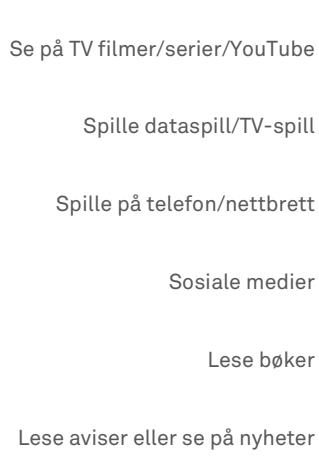 Se på TV filmer/serier/YouTube
Spille dataspill/TV-spill
Spille på telefon/nettbrett
Sosiale medier
Lese bøker
Lese aviser eller se på nyheter